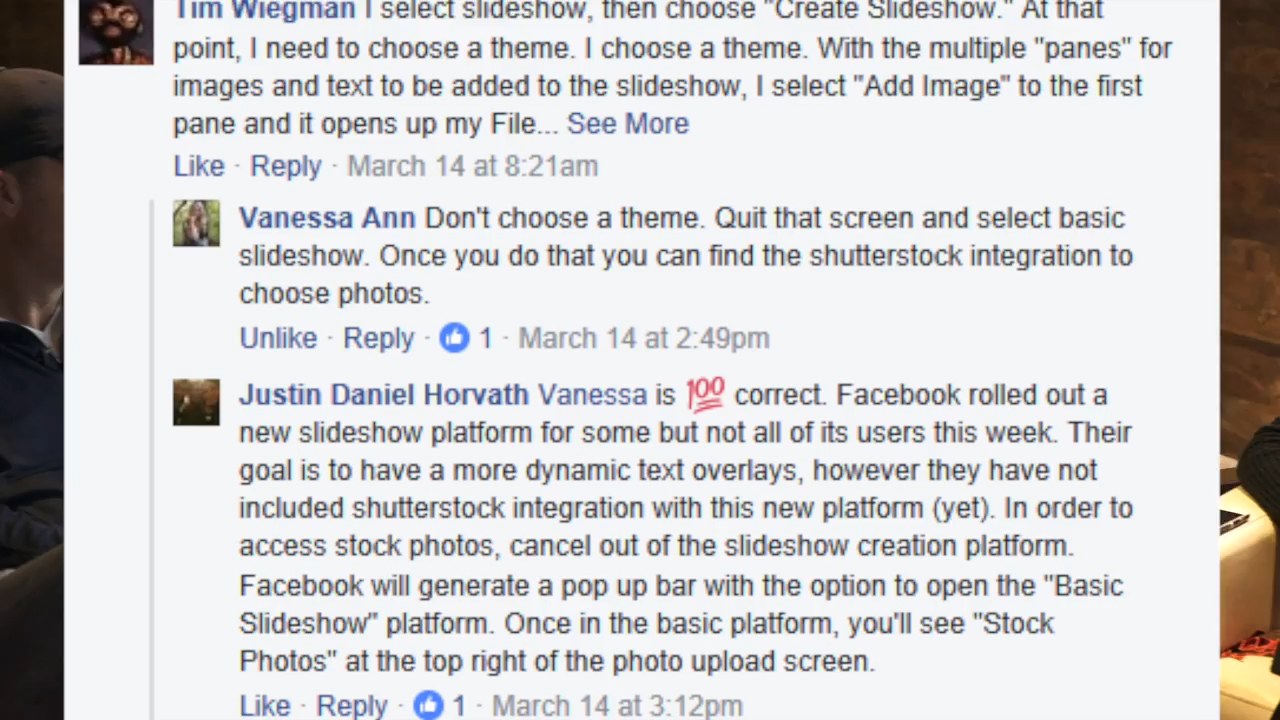 Tim Wiegman I select slideshow, then choose "Create Slideshow." At that
point, I need to choose a theme. I choose a theme. With the multiple "panes" for
images and text to be added to the slideshow, I select "Add Image" to the first
pane and it opens up my File... See More
Like · Reply · March 14 at 8:21am
Vanessa Ann Don't choose a theme. Quit that screen and select basic
slideshow. Once you do that you can find the shutterstock integration to
choose photos.
Unlike · Reply · 1 · March 14 at 2:49pm
Justin Daniel Horvath Vanessa is 💯 correct. Facebook rolled out a
new slideshow platform for some but not all of its users this week. Their
goal is to have a more dynamic text overlays, however they have not
included shutterstock integration with this new platform (yet). In order to
access stock photos, cancel out of the slideshow creation platform.
Facebook will generate a pop up bar with the option to open the "Basic
Slideshow" platform. Once in the basic platform, you'll see "Stock
Photos" at the top right of the photo upload screen.
Like · Reply · 1 · March 14 at 3:12pm